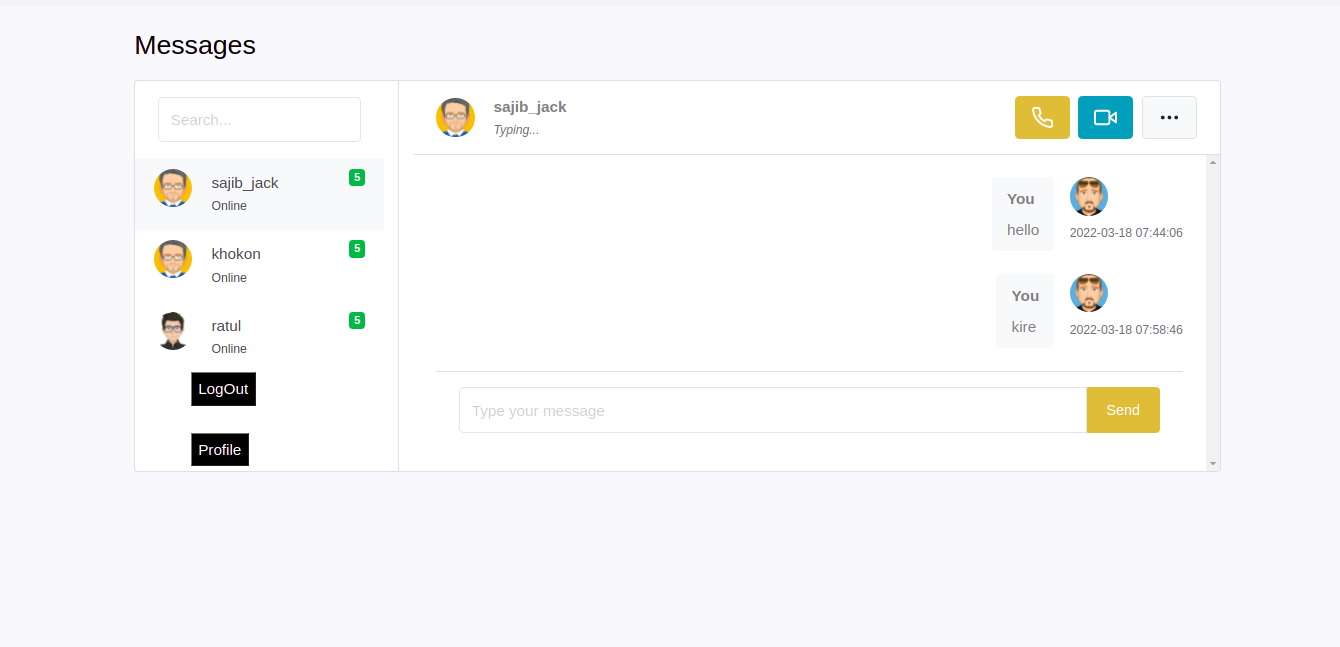 Messages
Search...
sajib_jack
5
Online
khokon
5
Online
ratul
5
Online
LogOut
Profile
sajib_jack
Typing...
You
hello
2022-03-18 07:44:06
You
kire
2022-03-18 07:58:46
Type your message
Send